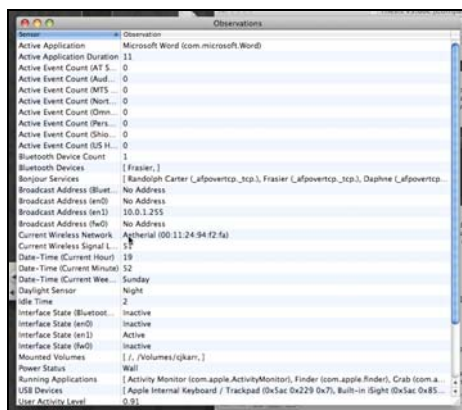 Observations
Sensor Observation
Active Application Microsoft Word (com.microsoft.Word)
Active Application Duration 11
Active Event Count (AT S... 0
Active Event Count (Aud... 0
Active Event Count (MTS ... 0
Active Event Count (Nort... 0
Active Event Count (Omn... 0
Active Event Count (Pers... 0
Active Event Count (Shio... 0
Active Event Count (US H... 0
Bluetooth Device Count 1
Bluetooth Devices [ Frasier, ]
Bonjour Services [ Randolph Carter (_afpovertcp._tcp.), Frasier (_afpovertcp._tcp.), Daphne (_afpovertcp...
Broadcast Address (Bluet... No Address
Broadcast Address (en0) No Address
Broadcast Address (en1) 10.0.1.255
Broadcast Address (fw0) No Address
Current Wireless Network Aetherial (00:11:24:94:f2:fa)
Current Wireless Signal L... 51
Date-Time (Current Hour) 19
Date-Time (Current Minute) 52
Date-Time (Current Wee... Sunday
Daylight Sensor Night
Idle Time 2
Interface State (Bluetoot... Inactive
Interface State (en0) Inactive
Interface State (en1) Active
Interface State (fw0) Inactive
Mounted Volumes [ /, /Volumes/cjkarr, ]
Power Status Wall
Running Applications [ Activity Monitor (com.apple.ActivityMonitor), Finder (com.apple.finder), Grab (com.a...
USB Devices [ Apple Internal Keyboard / Trackpad (0x5ac 0x229 0x7), Built-in iSight (0x5ac 0x85...
User Activity Level 0.91